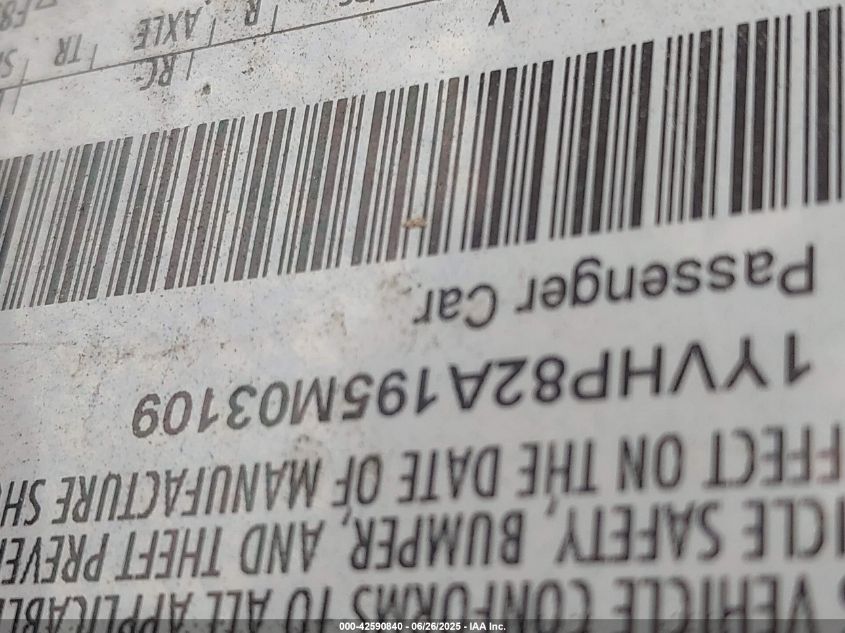 VEHICLE CONFORMS TO ALL APPLICABLE
ICLE SAFETY, BUMPER, AND THEFT PREVE
FFECT ON THE DATE OF MANUFACTURE SH
1YVHP82A195M03109
Passenger Car
V
RC
R | AXLE | TR
000-42590840 - 06/26/2025 - IAA Inc.